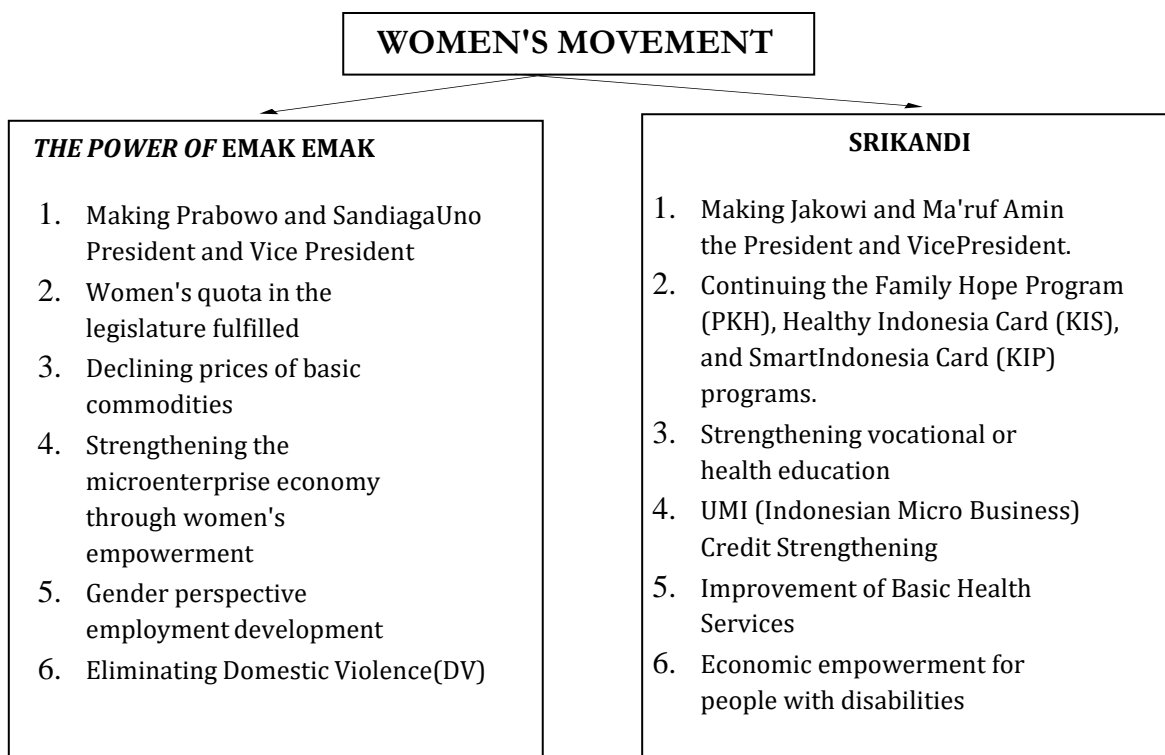 WOMEN'S MOVEMENT
THE POWER OF EMAK EMAK
1. Making Prabowo and SandiagaUno
President and Vice President
2. Women's quota in the
legislature fulfilled
3. Declining prices of basic
commodities
4. Strengthening the
microenterprise economy
through women's
empowerment
5. Gender perspective
employment development
6. Eliminating Domestic Violence(DV)
SRIKANDI
1. Making Jakowi and Ma'ruf Amin
the President and VicePresident.
2. Continuing the Family Hope Program
(PKH), Healthy Indonesia Card (KIS),
and SmartIndonesia Card (KIP)
programs.
3. Strengthening vocational or
health education
4. UMI (Indonesian Micro Business)
Credit Strengthening
5. Improvement of Basic Health
Services
6. Economic empowerment for
people with disabilities